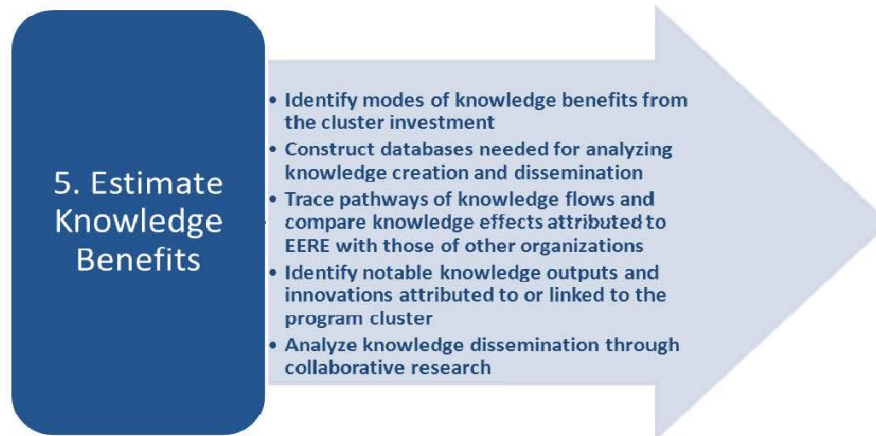 5. Estimate
Knowledge
Benefits
• Identify modes of knowledge benefits from
the cluster investment
• Construct databases needed for analyzing
knowledge creation and dissemination
• Trace pathways of knowledge flows and
compare knowledge effects attributed to
EERE with those of other organizations
• Identify notable knowledge outputs and
innovations attributed to or linked to the
program cluster
• Analyze knowledge dissemination through
collaborative research